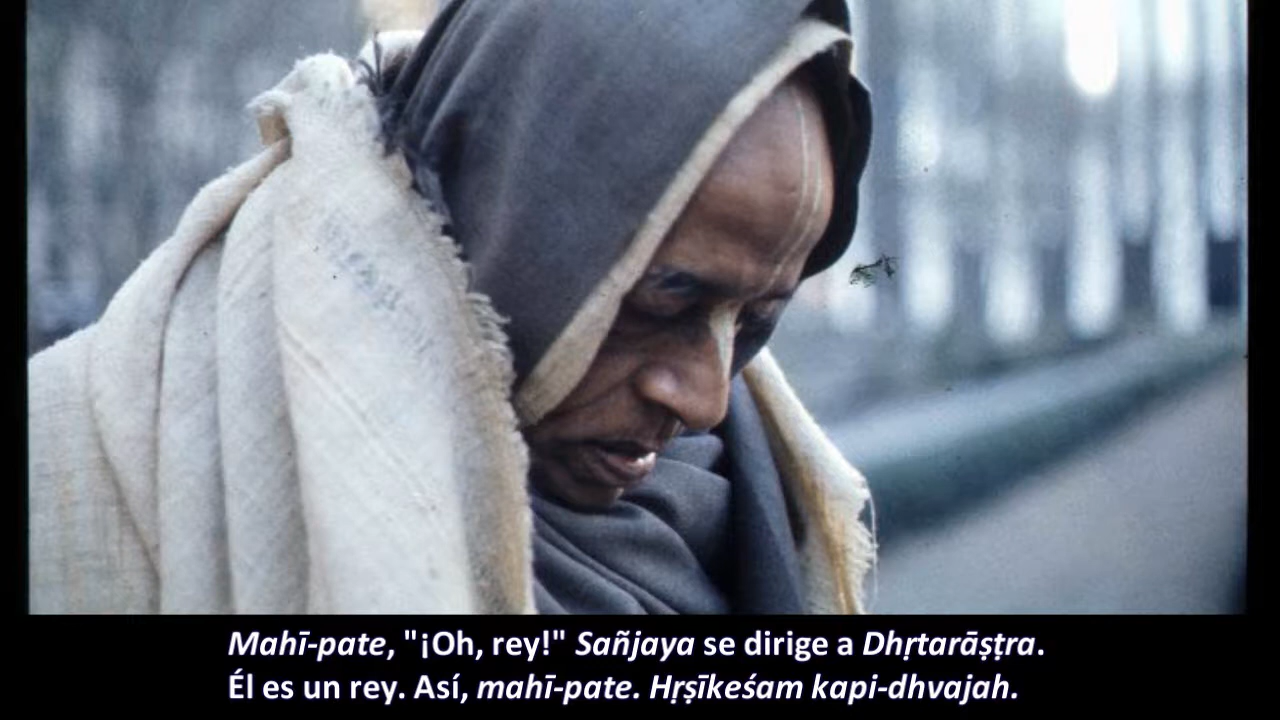 Mahī-pate, "¡Oh, rey!" Sañjaya se dirige a Dhṛtarāṣṭra.
Él es un rey. Así, mahī-pate. Hṛṣīkeśam kapi-dhvajah.